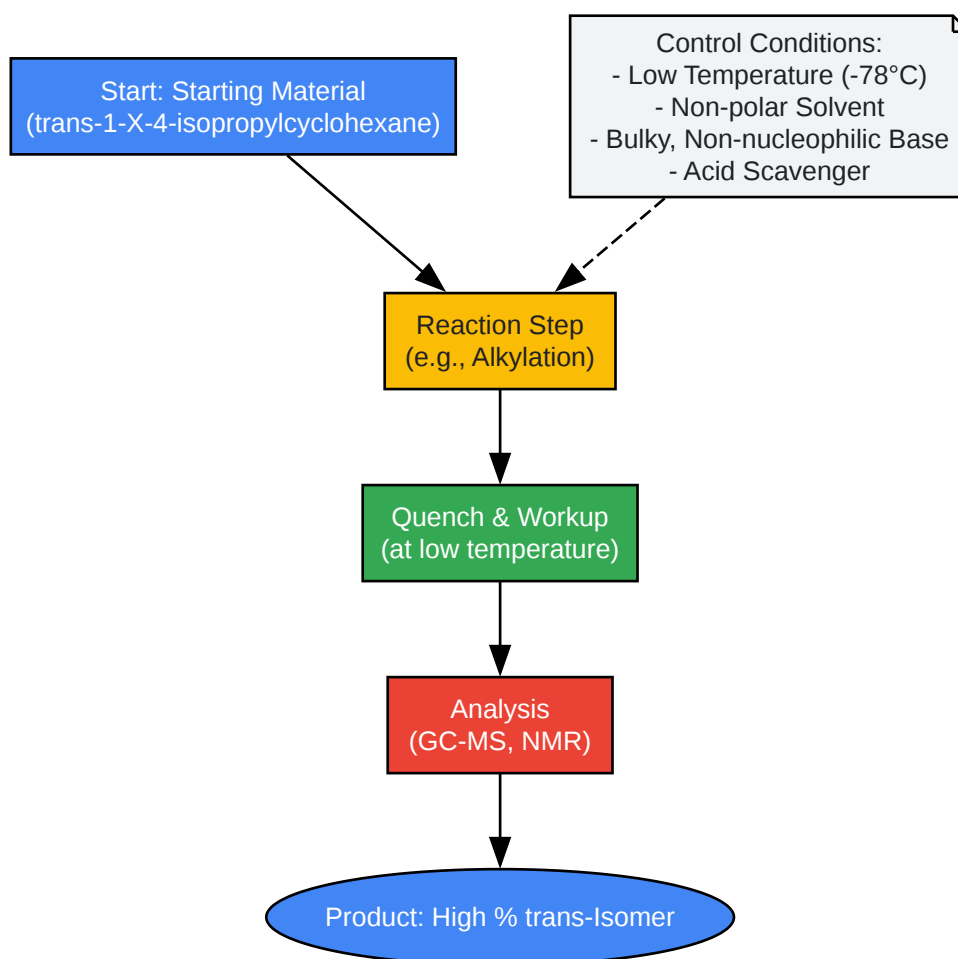 Start: Starting Material
(trans-1-X-4-isopropylcyclohexane)
Control Conditions:
- Low Temperature (-78°C)
- Non-polar Solvent
- Bulky, Non-nucleophilic Base
- Acid Scavenger
Reaction Step
(e.g., Alkylation)
Quench & Workup
(at low temperature)
Analysis
(GC-MS, NMR)
Product: High % trans-Isomer